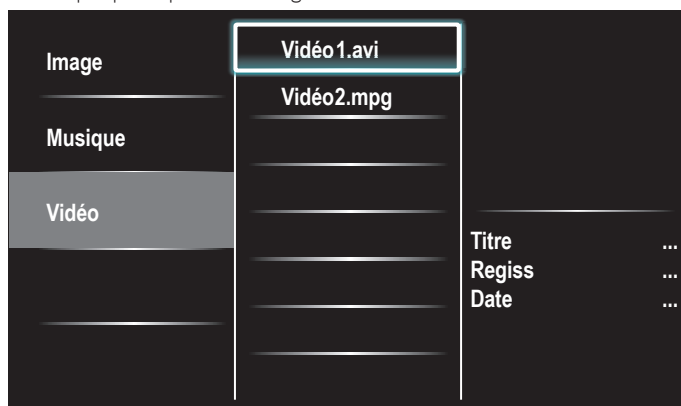 Image
Musique
Vidéo
Vidéo1.avi
Vidéo2.mpg
Titre ...
Regiss ...
Date ...